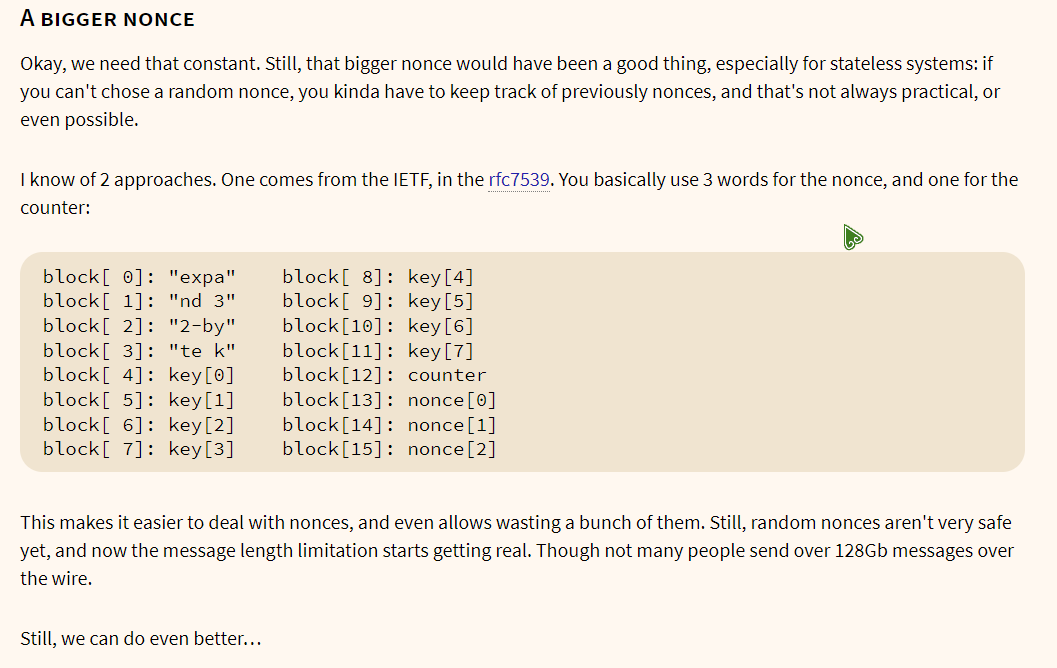 A BIGGER NONCE
Okay, we need that constant. Still, that bigger nonce would have been a good thing, especially for stateless systems: if
you can't chose a random nonce, you kinda have to keep track of previously nonces, and that's not always practical, or
even possible.
I know of 2 approaches. One comes from the IETF, in the rfc7539. You basically use 3 words for the nonce, and one for the
counter:
block[ 0]: "expa"    block[ 8]: key[4]
block[ 1]: "nd 3"    block[ 9]: key[5]
block[ 2]: "2-by"    block[10]: key[6]
block[ 3]: "te k"    block[11]: key[7]
block[ 4]: key[0]    block[12]: counter
block[ 5]: key[1]    block[13]: nonce[0]
block[ 6]: key[2]    block[14]: nonce[1]
block[ 7]: key[3]    block[15]: nonce[2]
This makes it easier to deal with nonces, and even allows wasting a bunch of them. Still, random nonces aren't very safe
yet, and now the message length limitation starts getting real. Though not many people send over 128Gb messages over
the wire.
Still, we can do even better…